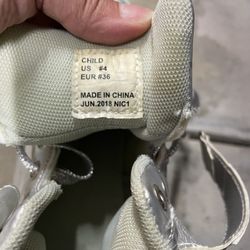 CHILD
US #4
EUR #36
MADE IN CHINA
JUN.2018 NIC1